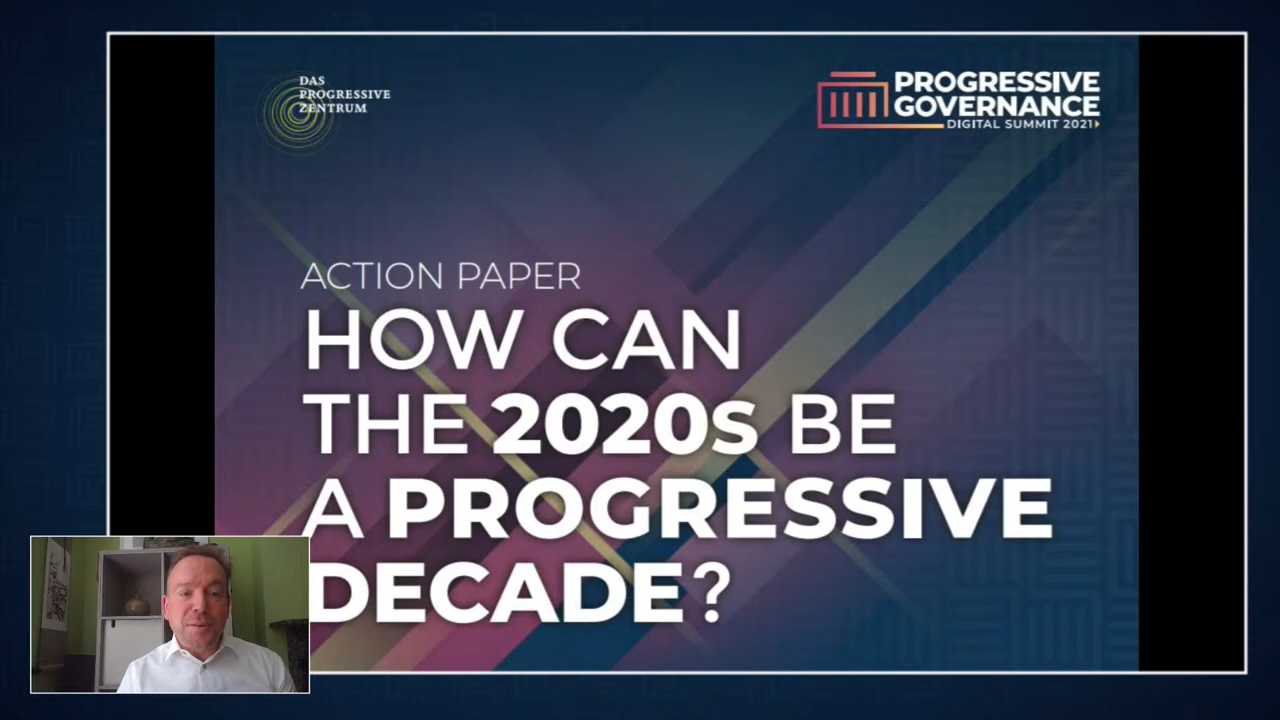 DAS
PROGRESSIVE
ZENTRUM
PROGRESSIVE
GOVERNANCE
DIGITAL SUMMIT 2021
ACTION PAPER
HOW CAN
THE 2020s BE
A PROGRESSIVE
DECADE?